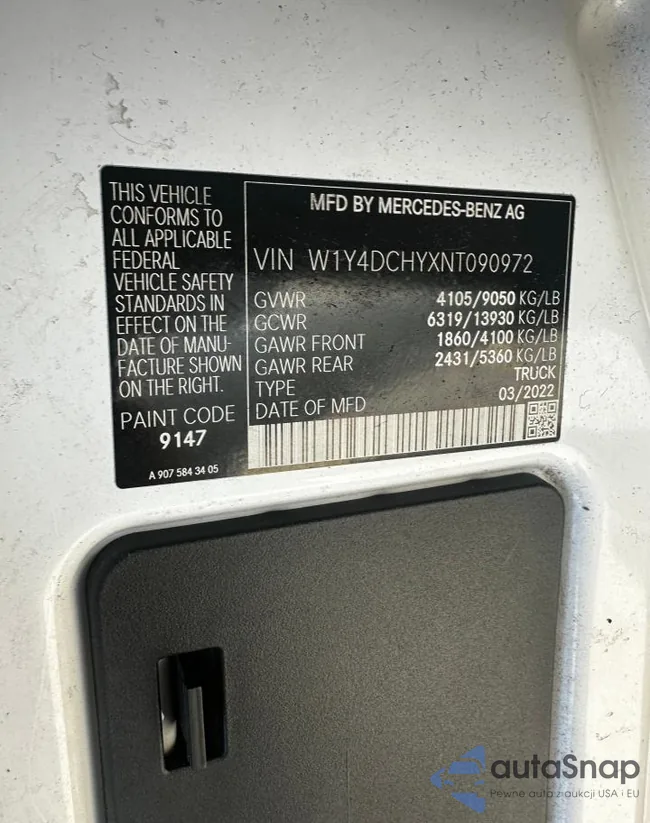 THIS VEHICLE
CONFORMS TO
ALL APPLICABLE
FEDERAL
VEHICLE SAFETY
STANDARDS IN
EFFECT ON THE
DATE OF MANU-
FACTURE SHOWN
ON THE RIGHT.
PAINT CODE
9147
A 907 584 34 05
MFD BY MERCEDES-BENZ AG
VIN W1Y4DCHYXNT090972
GVWR 4105/9050 KG/LB
GCWR 6319/13930 KG/LB
GAWR FRONT 1860/4100 KG/LB
GAWR REAR 2431/5360 KG/LB
TYPE TRUCK
DATE OF MFD 03/2022
autaSnap
Pewne auta z aukcji USA i EU